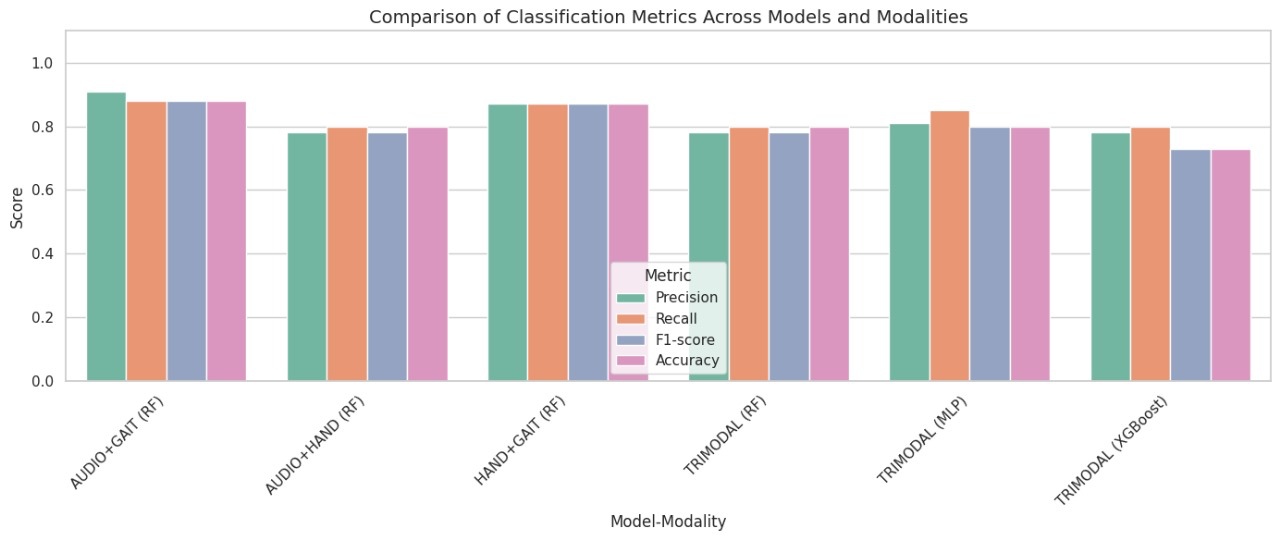 Comparison of Classification Metrics Across Models and Modalities
Score
1.0
0.8
0.6
0.4
0.2
0.0
Metric
Precision
Recall
F1-score
Accuracy
AUDIO+GAIT (RF)
AUDIO+HAND (RF)
HAND+GAIT (RF)
TRIMODAL (RF)
TRIMODAL (MLP)
TRIMODAL (XGBoost)
Model-Modality